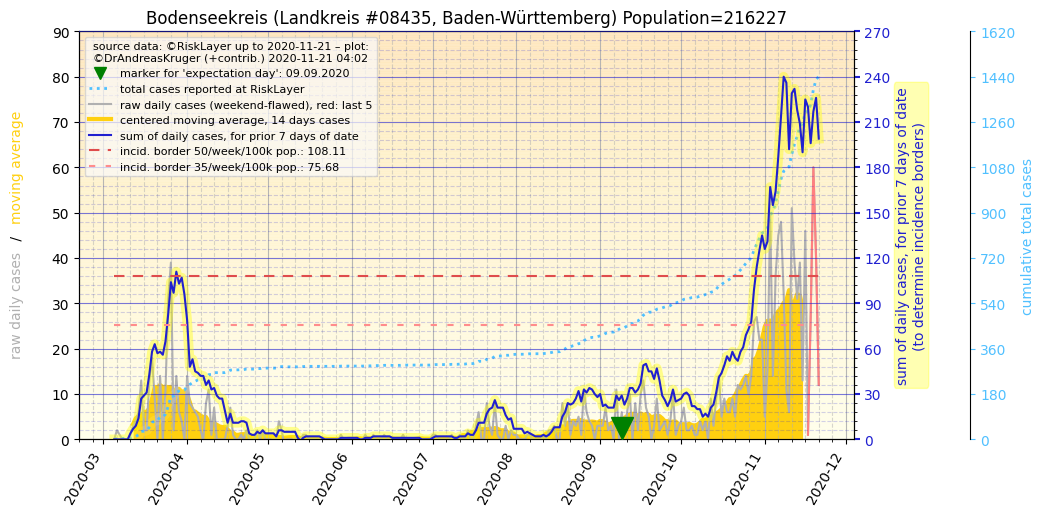 Bodenseekreis (Landkreis #08435, Baden-Württemberg) Population=216227
source data: ©RiskLayer up to 2020-11-21 – plot:
©DrAndreasKruger (+contrib.) 2020-11-21 04:02
marker for 'expectation day': 09.09.2020
total cases reported at RiskLayer
raw daily cases (weekend-flawed), red: last 5
centered moving average, 14 days cases
sum of daily cases, for prior 7 days of date
incid. border 50/week/100k pop.: 108.11
incid. border 35/week/100k pop.: 75.68
raw daily cases / moving average
90
80
70
60
50
40
30
20
10
0
270
240
210
180
150
120
90
60
30
0
sum of daily cases, for prior 7 days of date
(to determine incidence borders)
1620
1440
1260
1080
900
720
540
360
180
0
cumulative total cases
2020-03
2020-04
2020-05
2020-06
2020-07
2020-08
2020-09
2020-10
2020-11
2020-12